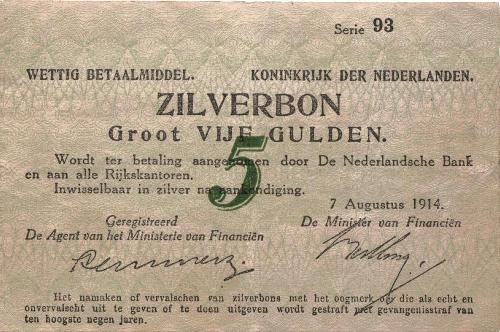 Serie 93
WETTIG BETAALMIDDEL. KONINKRIJK DER NEDERLANDEN.
ZILVERBON
Groot VIJF GULDEN.
5
Wordt ter betaling aangenomen door De Nederlandsche Bank
en aan alle Rijkskantoren.
Inwisselbaar in zilver na aankondiging.
7 Augustus 1914.
Geregistreerd De Minister van Financiën
De Agent van het Ministerie van Financiën
Het namaken of vervalschen van zilverbons met het oogmerk om die als echt en
onvervalscht uit te geven of te doen uitgeven wordt gestraft met gevangenisstraf van
ten hoogste negen jaren.